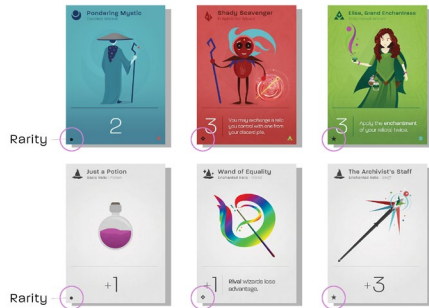 Pondering Mystic
Shady Scavenger
Elise, Grand Enchantress
You may exchange a relic
you control with one from
your discard pile.
Apply the enchantment
of your relics twice.
2
3
3
Rarity
Just a Potion
Wand of Equality
The Archivist's Staff
+1
+1
Rival wizards lose
advantage.
+3
Rarity